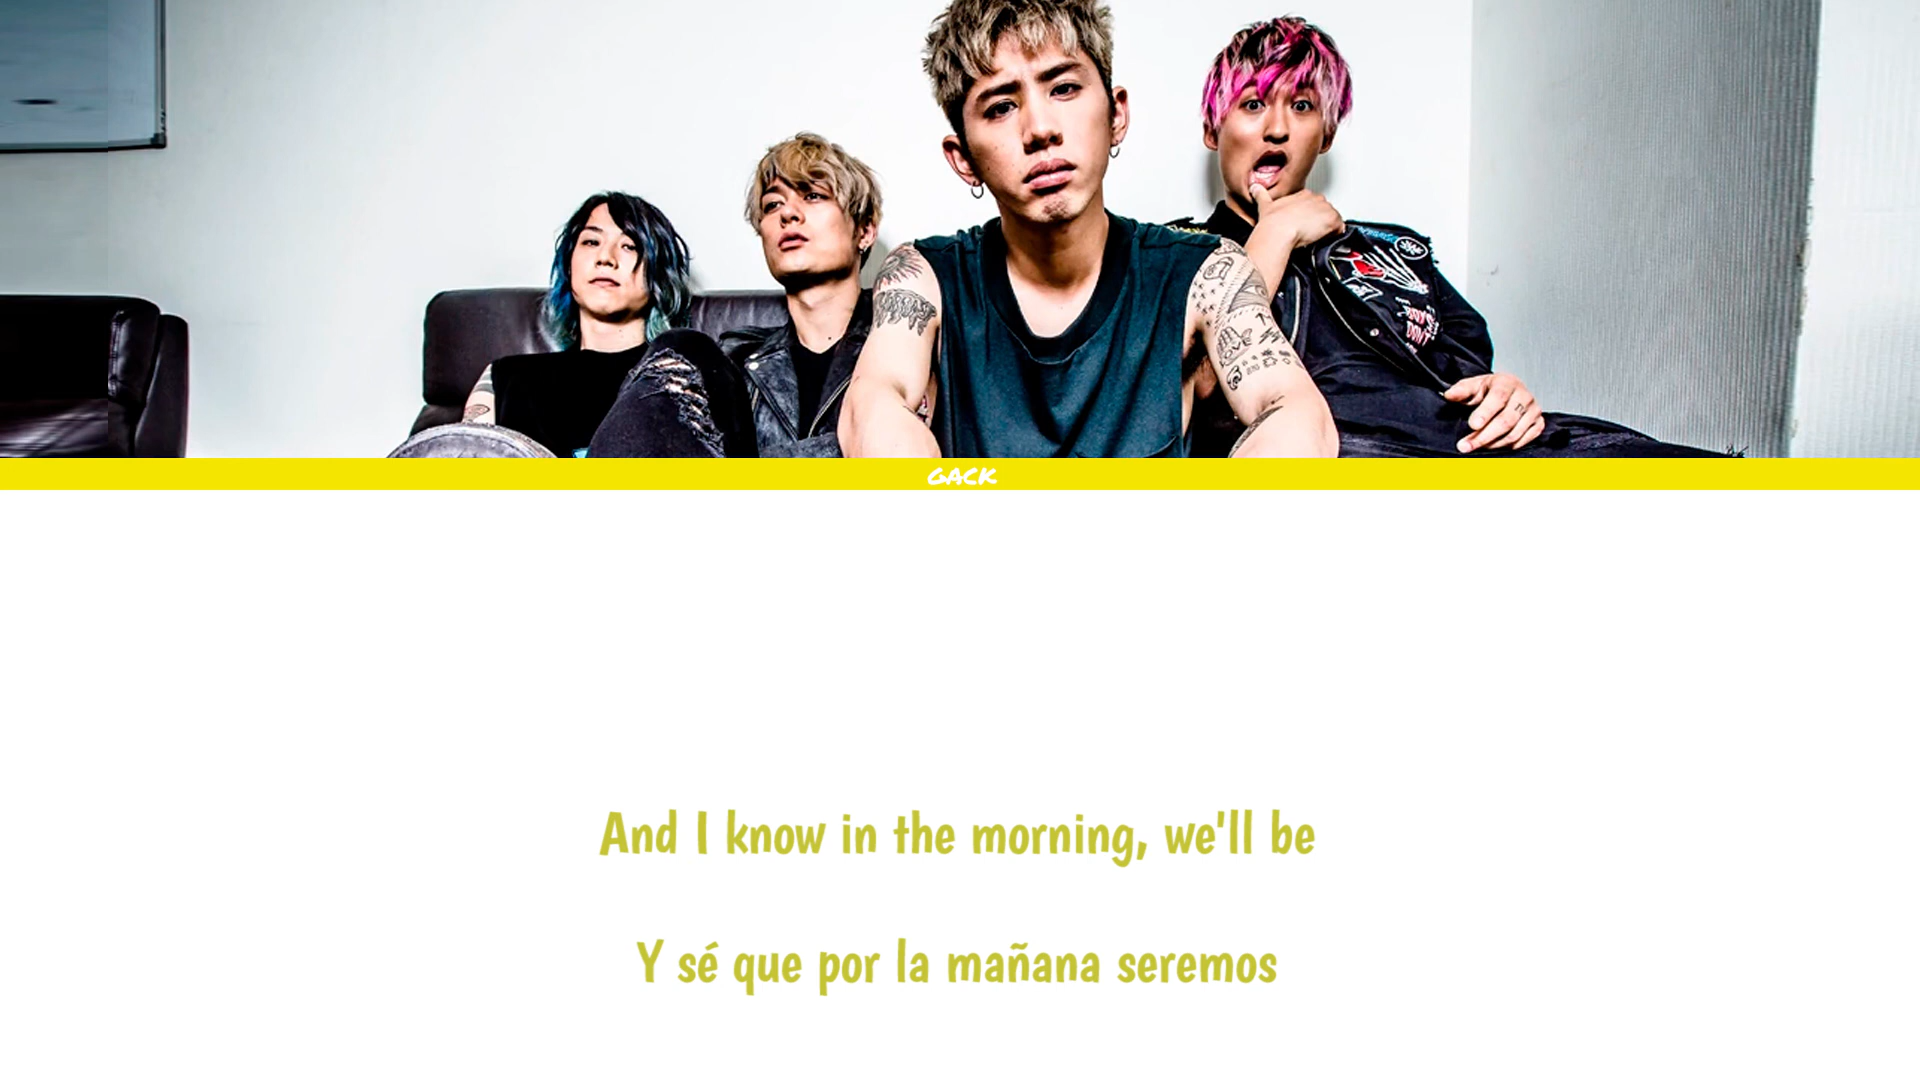 GACK
And I know in the morning, we'll be
Y sé que por la mañana seremos